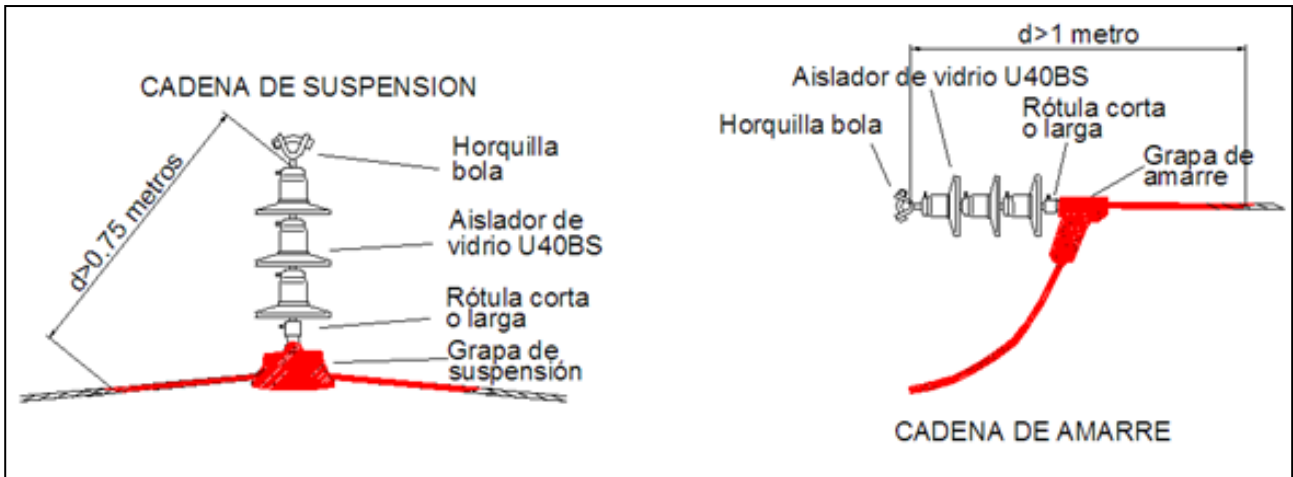 CADENA DE SUSPENSION
d>0,75 metros
Horquilla
bola
Aislador de
vidrio U40BS
Rótula corta
o larga
Grapa de
suspensión
d>1 metro
Aislador de vidrio U40BS
Horquilla bola
Rótula corta
o larga
Grapa de
amarre
CADENA DE AMARRE